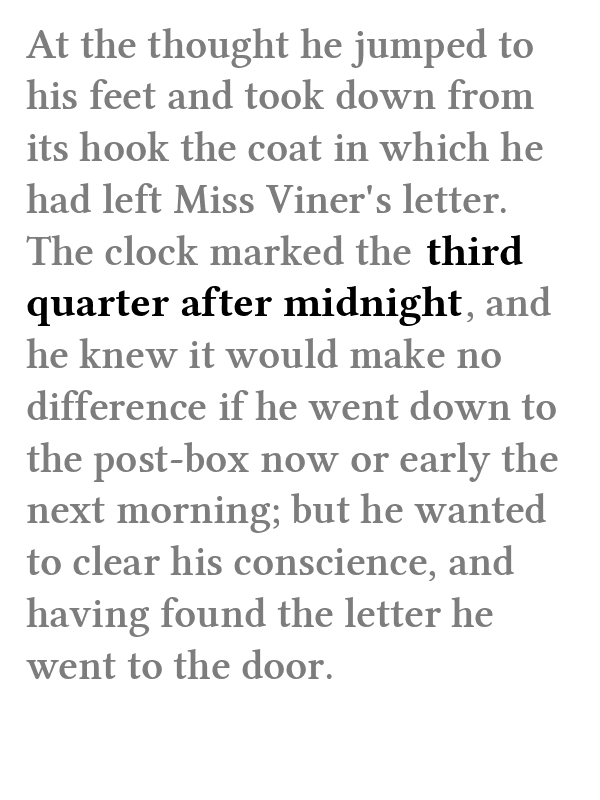 At the thought he jumped to
his feet and took down from
its hook the coat in which he
had left Miss Viner's letter.
The clock marked the third
quarter after midnight, and
he knew it would make no
difference if he went down to
the post-box now or early the
next morning; but he wanted
to clear his conscience, and
having found the letter he
went to the door.